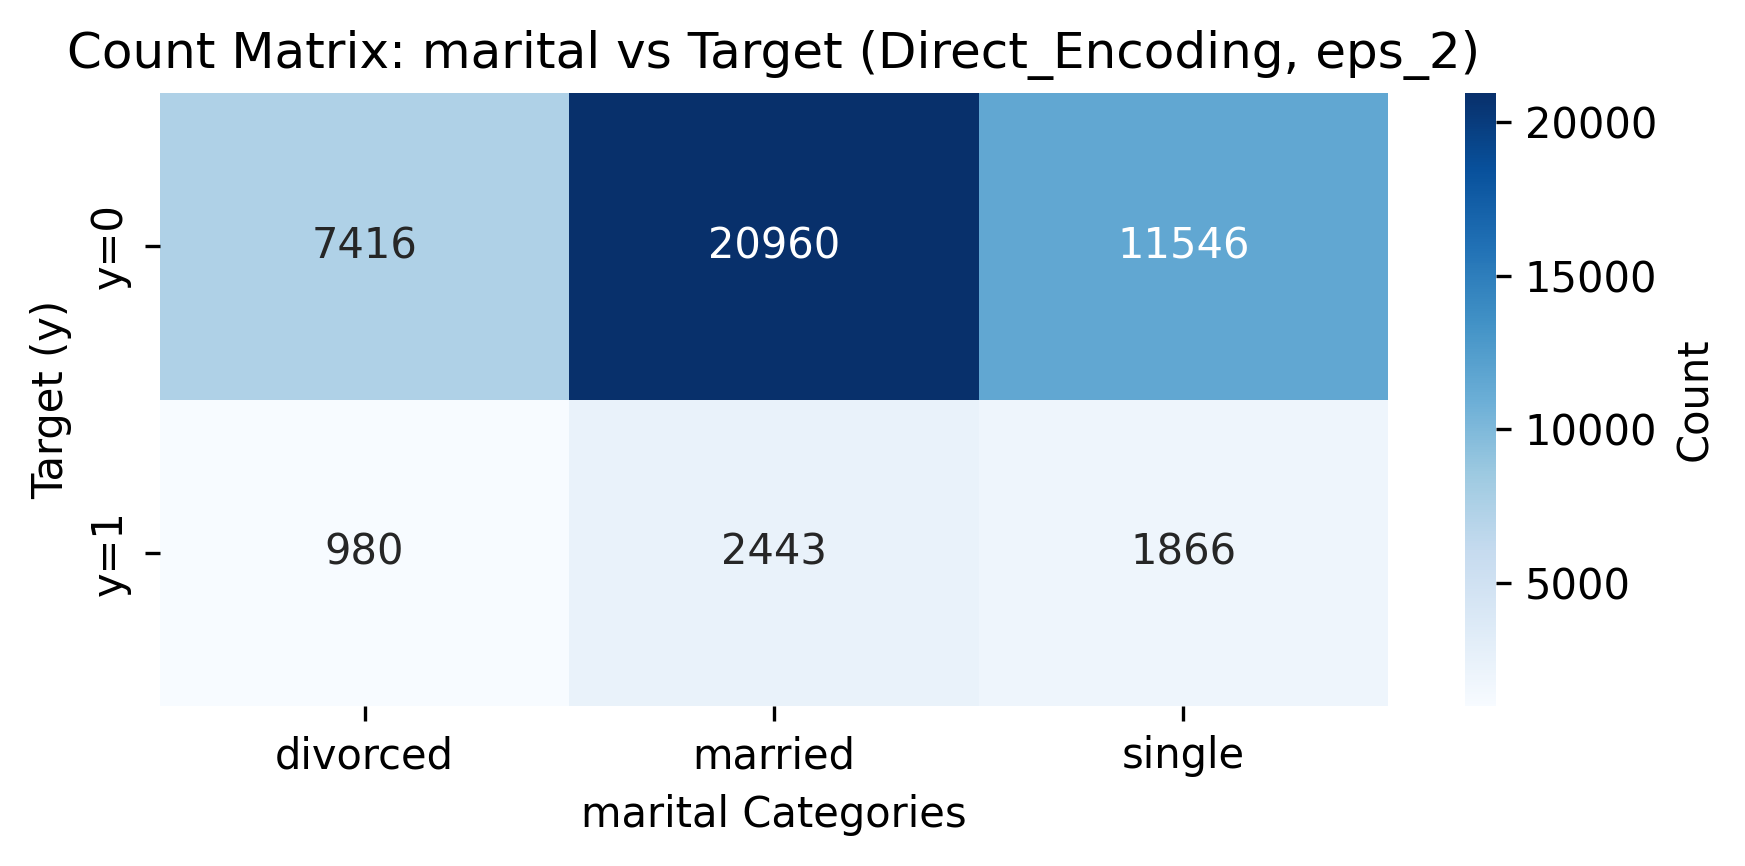 Count Matrix: marital vs Target (Direct_Encoding, eps_2)
Target (y)
y=0
7416
20960
11546
y=1
980
2443
1866
divorced
married
single
marital Categories
20000
15000
10000
5000
Count